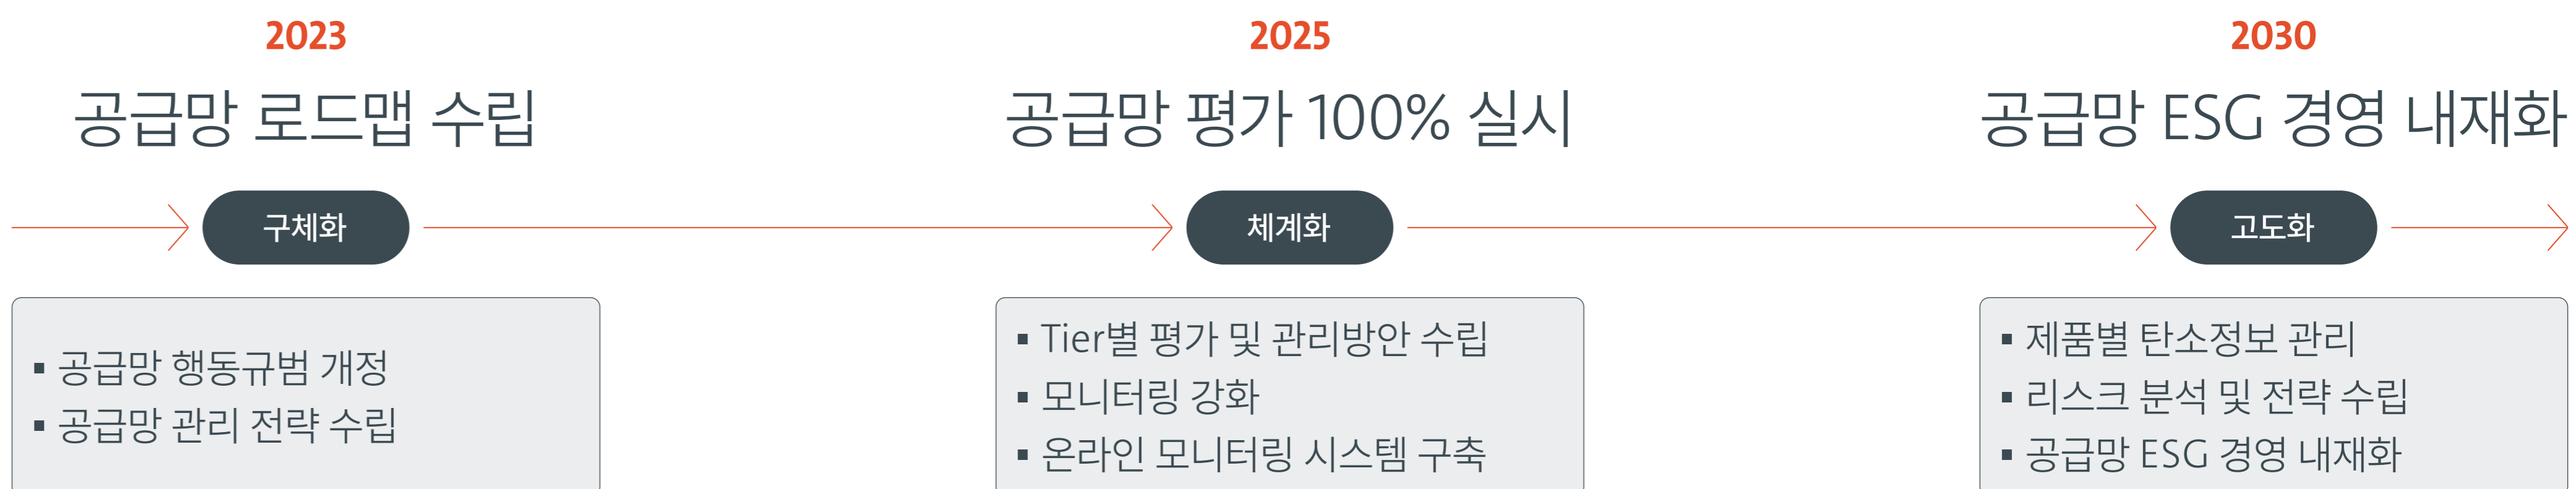 2023
공급망 로드맵 수립
구체화
▪ 공급망 행동규범 개정
▪ 공급망 관리 전략 수립
2025
공급망 평가 100% 실시
체계화
▪ Tier별 평가 및 관리방안 수립
▪ 모니터링 강화
▪ 온라인 모니터링 시스템 구축
2030
공급망 ESG 경영 내재화
고도화
▪ 제품별 탄소정보 관리
▪ 리스크 분석 및 전략 수립
▪ 공급망 ESG 경영 내재화